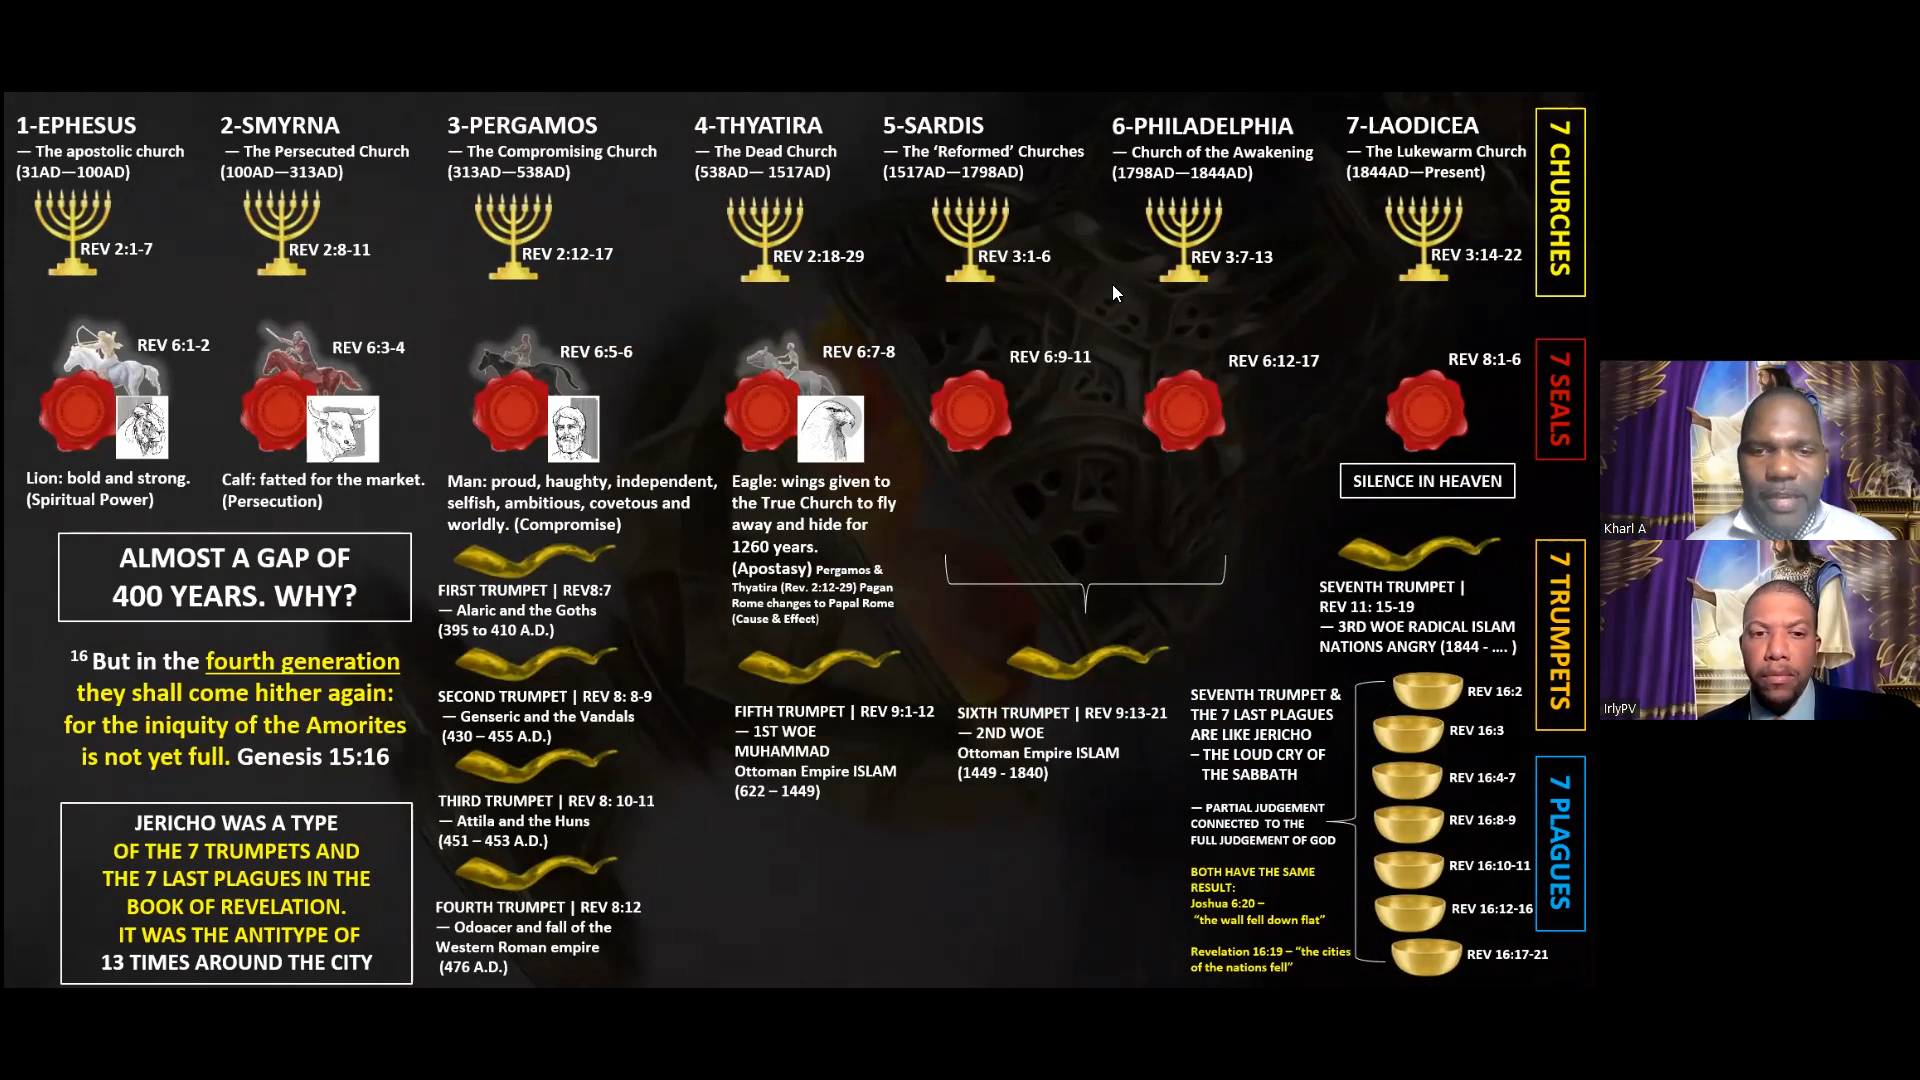 1-EPHESUS
— The apostolic church
(31AD—100AD)
REV 2:1-7
2-SMYRNA
— The Persecuted Church
(100AD—313AD)
REV 2:8-11
3-PERGAMOS
— The Compromising Church
(313AD—538AD)
REV 2:12-17
4-THYATIRA
— The Dead Church
(538AD— 1517AD)
REV 2:18-29
5-SARDIS
— The ‘Reformed’ Churches
(1517AD—1798AD)
REV 3:1-6
6-PHILADELPHIA
— Church of the Awakening
(1798AD—1844AD)
REV 3:7-13
7-LAODICEA
— The Lukewarm Church
(1844AD—Present)
REV 3:14-22
7 CHURCHES
REV 6:1-2
REV 6:3-4
REV 6:5-6
REV 6:7-8
REV 6:9-11
REV 6:12-17
REV 8:1-6
7 SEALS
Lion: bold and strong.
(Spiritual Power)
Calf: fatted for the market.
(Persecution)
Man: proud, haughty, independent,
selfish, ambitious, covetous and
worldly. (Compromise)
Eagle: wings given to
the True Church to fly
away and hide for
1260 years.
(Apostasy) Pergamos &
Thyatira (Rev. 2:12-29) Pagan
Rome changes to Papal Rome
(Cause & Effect)
SILENCE IN HEAVEN
ALMOST A GAP OF
400 YEARS. WHY?
16 But in the fourth generation
they shall come hither again:
for the iniquity of the Amorites
is not yet full. Genesis 15:16
JERICHO WAS A TYPE
OF THE 7 TRUMPETS AND
THE 7 LAST PLAGUES IN THE
BOOK OF REVELATION.
IT WAS THE ANTITYPE OF
13 TIMES AROUND THE CITY
FIRST TRUMPET | REV8:7
— Alaric and the Goths
(395 to 410 A.D.)
SECOND TRUMPET | REV 8: 8-9
— Genseric and the Vandals
(430 – 455 A.D.)
THIRD TRUMPET | REV 8: 10-11
— Attila and the Huns
(451 – 453 A.D.)
FOURTH TRUMPET | REV 8:12
— Odoacer and fall of the
Western Roman empire
(476 A.D.)
FIFTH TRUMPET | REV 9:1-12
— 1ST WOE
MUHAMMAD
Ottoman Empire ISLAM
(622 – 1449)
SIXTH TRUMPET | REV 9:13-21
— 2ND WOE
Ottoman Empire ISLAM
(1449 - 1840)
SEVENTH TRUMPET |
REV 11: 15-19
— 3RD WOE RADICAL ISLAM
NATIONS ANGRY (1844 - .... )
7 TRUMPETS
SEVENTH TRUMPET &
THE 7 LAST PLAGUES
ARE LIKE JERICHO
– THE LOUD CRY OF
THE SABBATH
— PARTIAL JUDGEMENT
CONNECTED TO THE
FULL JUDGEMENT OF GOD
BOTH HAVE THE SAME
RESULT:
Joshua 6:20 –
“the wall fell down flat”
Revelation 16:19 – “the cities
of the nations fell”
REV 16:2
REV 16:3
REV 16:4-7
REV 16:8-9
REV 16:10-11
REV 16:12-16
REV 16:17-21
7 PLAGUES
Kharl A
IrlyPV